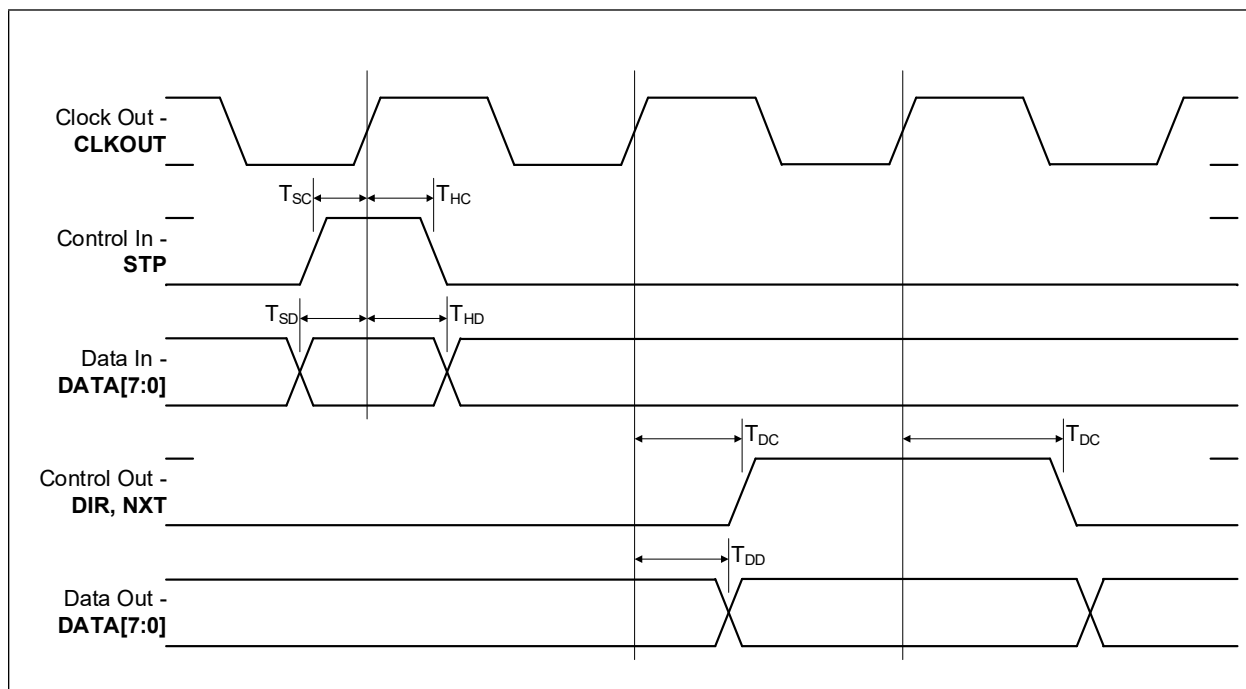 Clock Out -
CLKOUT
TSC
THC
Control In -
STP
TSD
THD
Data In -
DATA[7:0]
TDC
TDC
Control Out -
DIR, NXT
TDD
Data Out -
DATA[7:0]